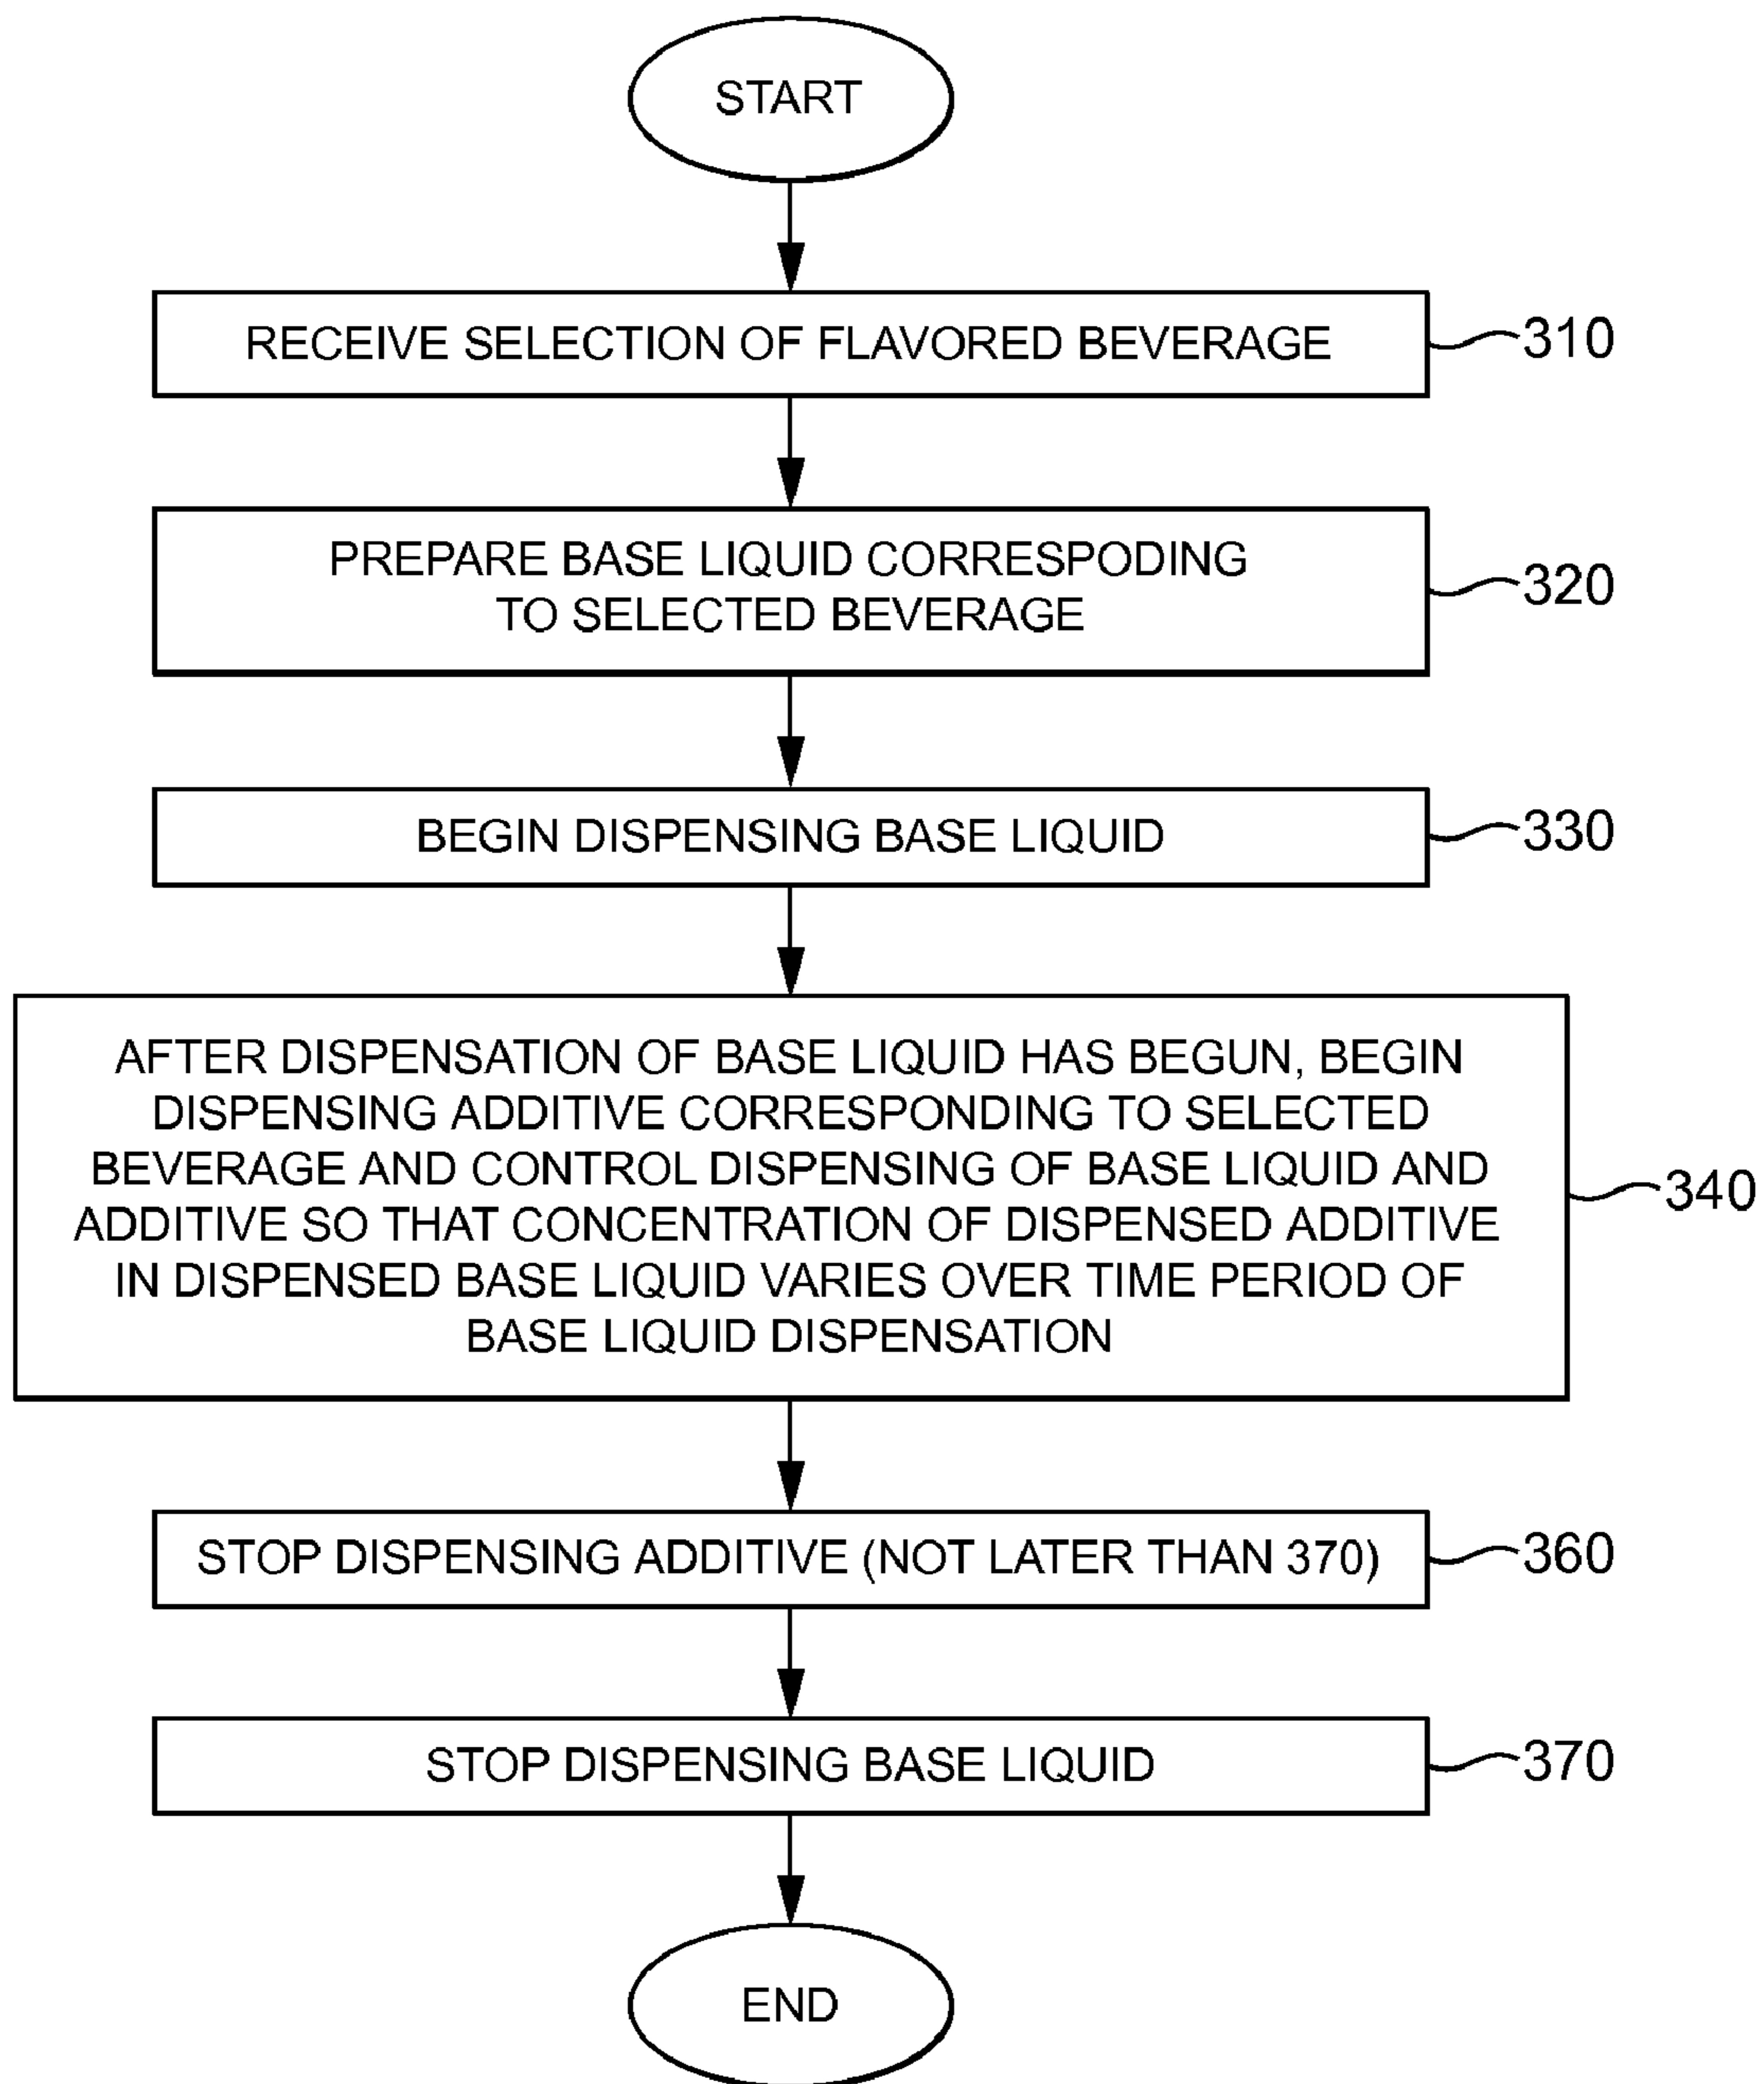 START
RECEIVE SELECTION OF FLAVORED BEVERAGE
310
PREPARE BASE LIQUID CORRESPODING
TO SELECTED BEVERAGE
320
BEGIN DISPENSING BASE LIQUID
330
AFTER DISPENSATION OF BASE LIQUID HAS BEGUN, BEGIN
DISPENSING ADDITIVE CORRESPONDING TO SELECTED
BEVERAGE AND CONTROL DISPENSING OF BASE LIQUID AND
ADDITIVE SO THAT CONCENTRATION OF DISPENSED ADDITIVE
IN DISPENSED BASE LIQUID VARIES OVER TIME PERIOD OF
BASE LIQUID DISPENSATION
340
STOP DISPENSING ADDITIVE (NOT LATER THAN 370)
360
STOP DISPENSING BASE LIQUID
370
END